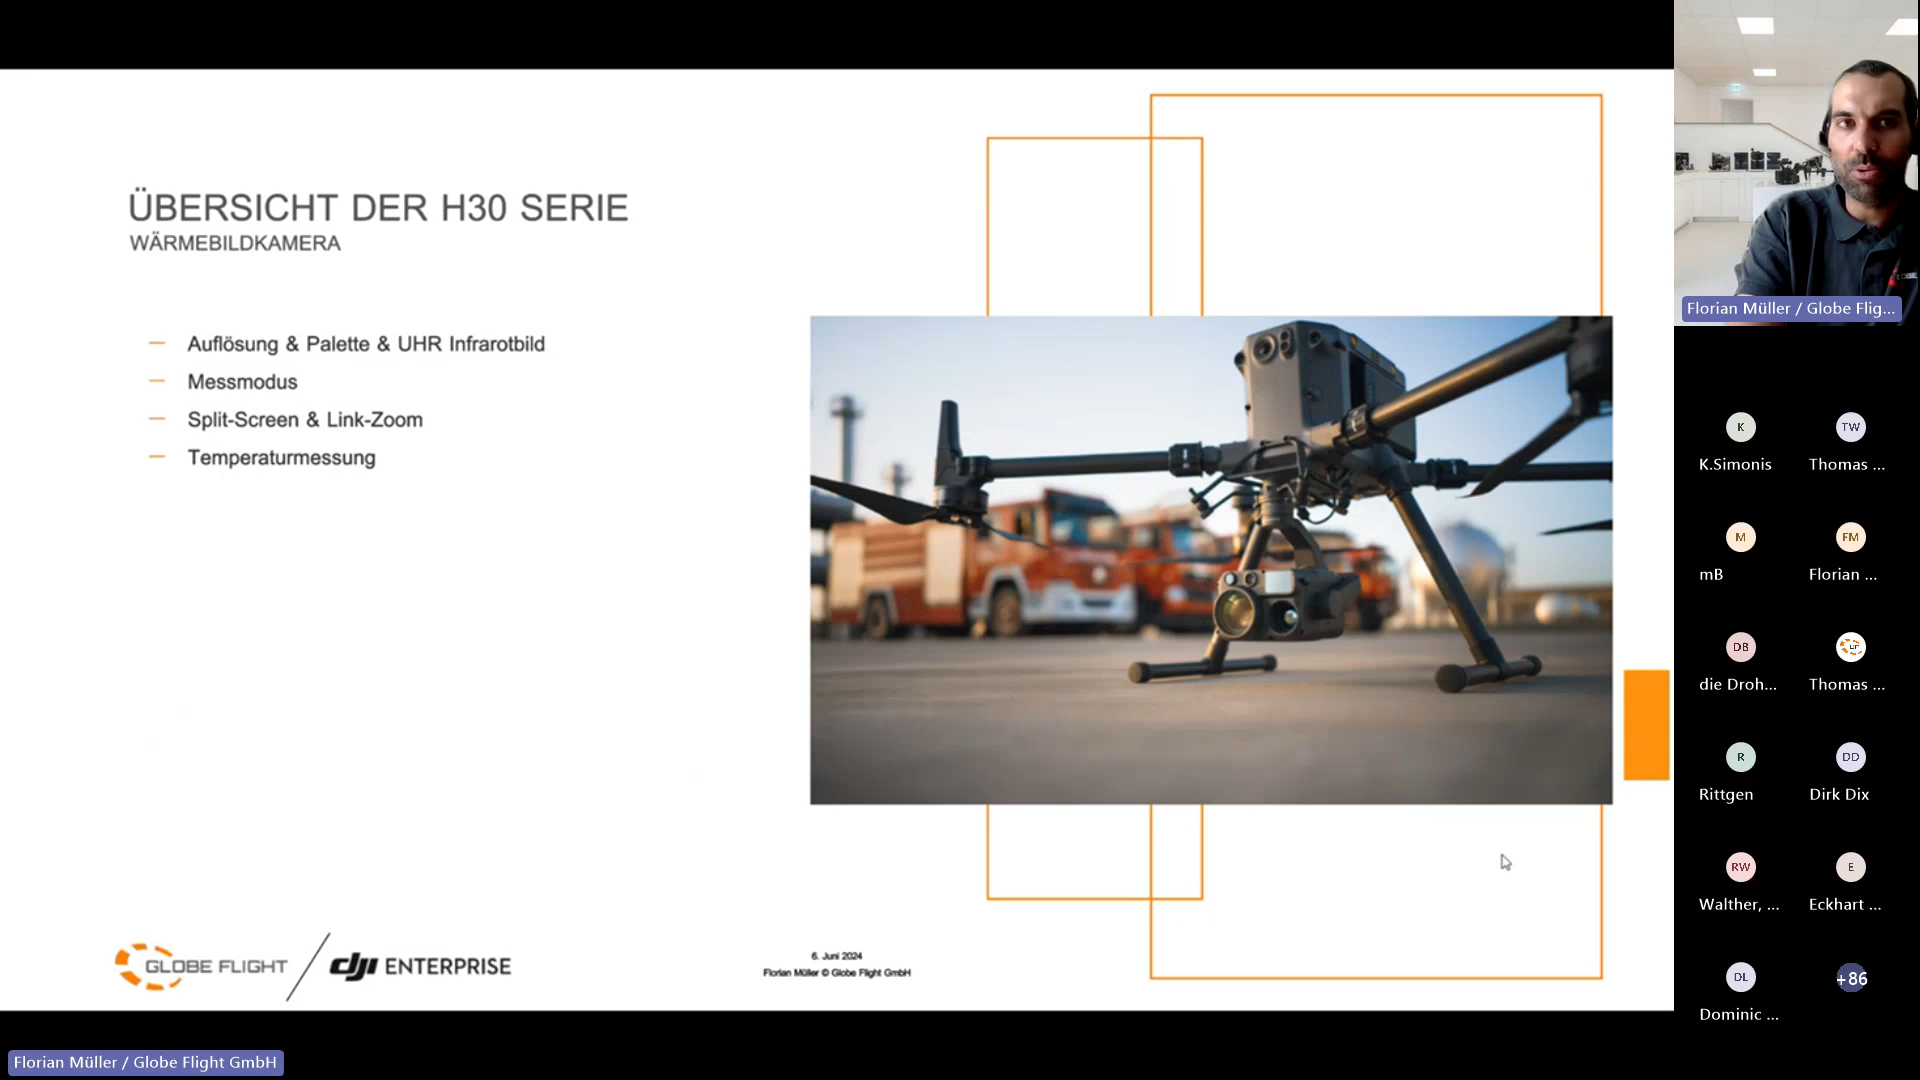 ÜBERSICHT DER H30 SERIE
WÄRMEBILDKAMERA
Auflösung & Palette & UHR Infrarotbild
Messmodus
Split-Screen & Link-Zoom
Temperaturmessung
GLOBE FLIGHT
dji ENTERPRISE
6. Juni 2024
Florian Müller © Globe Flight GmbH
Florian Müller / Globe Flight GmbH
Florian Müller / Globe Flig...
K
TW
K.Simonis
Thomas ...
M
FM
mB
Florian ...
DB
die Droh...
Thomas ...
R
DD
Rittgen
Dirk Dix
RW
E
Walther, ...
Eckhart ...
DL
+86
Dominic ...